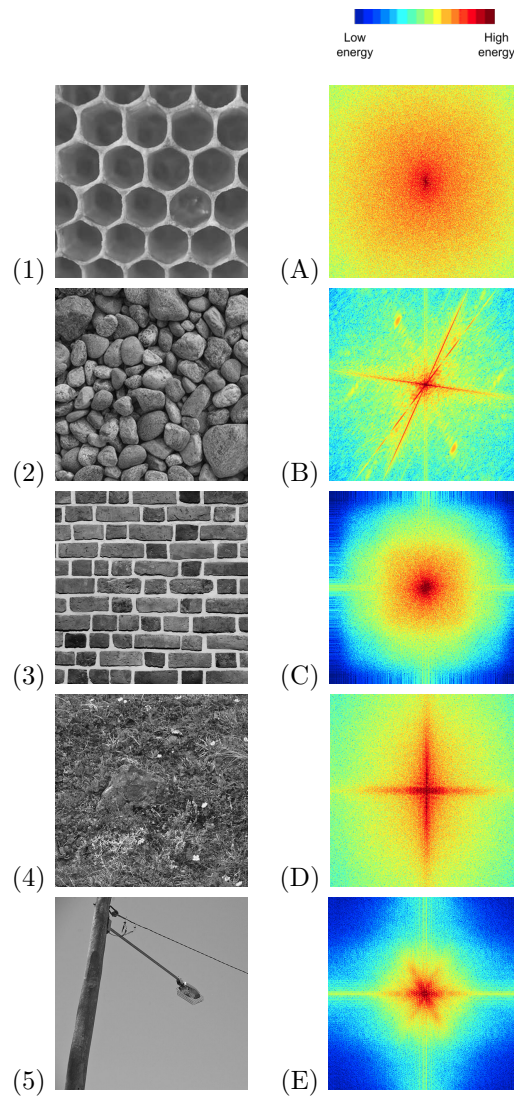 Low energy
High energy
(1)
(A)
(2)
(B)
(3)
(C)
(4)
(D)
(5)
(E)